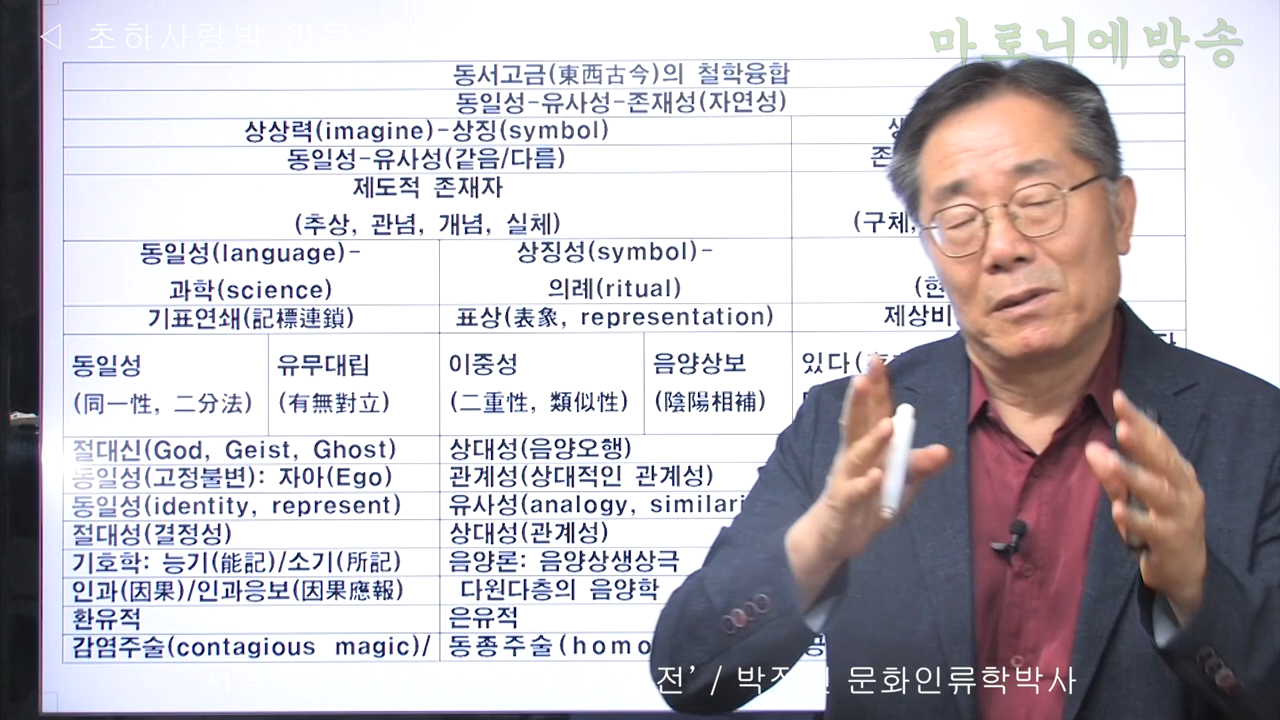 ◁ 초하사랑방.
마로니에방송
동서고금(東西古今)의 철학융합
동일성-유사성-존재성(자연성)
상상력(imagine)-상징(symbol)
동일성-유사성(같음/다름)
제도적 존재자
(추상, 관념, 개념, 실체)
(구체,
동일성(language)-
상징성(symbol)-
과학(science)
의례(ritual)
기표연쇄(記標連鎖)
표상(表象, representation)
제상비
동일성
유무대립
이중성
음양상보
있다
(同一性, 二分法)
(有無對立)
(二重性, 類似性)
(陰陽相補)
절대신(God, Geist, Ghost)
상대성(음양오행)
동일성(고정불변): 자아(Ego)
관계성(상대적인 관계성)
동일성(identity, represent)
유사성(analogy, similari
절대성(결정성)
상대성(관계성)
기호학: 능기(能記)/소기(所記)
음양론: 음양상생상극
인과(因果)/인과응보(因果應報)
다원다층의 음양학
환유적
은유적
감염주술(contagious magic)/
동종주술(homo
전’ / 문화인류학박사